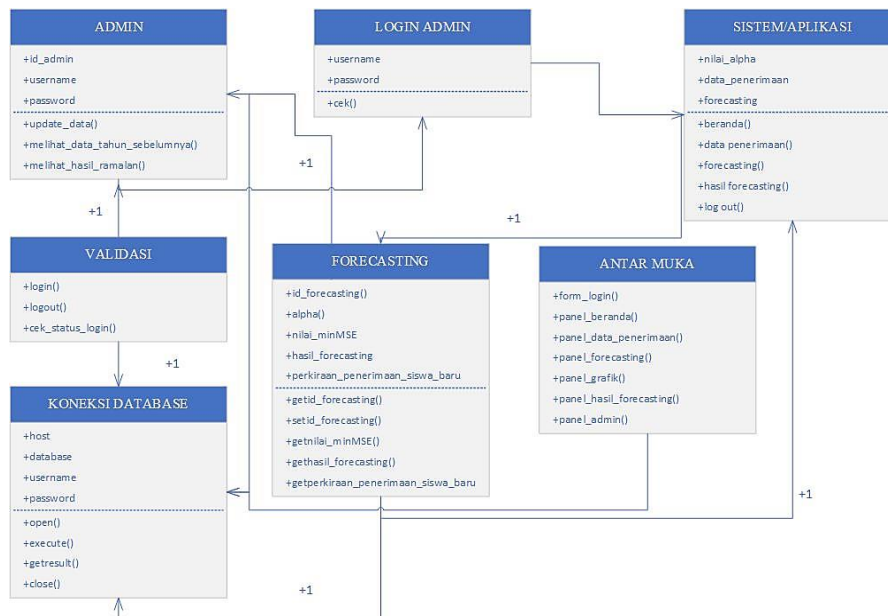 ADMIN
+id_admin
+username
+password
+update_data()
+melihat_data_tahun_sebelumnya()
+melihat_hasil_ramalan()
LOGIN ADMIN
+username
+password
+cek()
SISTEM/APLIKASI
+nilai_alpha
+data_penerimaan
+forecasting
+beranda()
+data penerimaan()
+forecasting()
+hasil forecasting()
+log out()
+1
+1
+1
VALIDASI
+login()
+logout()
+cek_status_login()
+1
FORECASTING
+id_forecasting()
+alpha()
+nilai_minMSE
+hasil_forecasting
+perkiraan_penerimaan_siswa_baru
+getid_forecasting()
+setid_forecasting()
+getnilai_minMSE()
+gethasil_forecasting()
+getperkiraan_penerimaan_siswa_baru
ANTAR MUKA
+form_login()
+panel_beranda()
+panel_data_penerimaan()
+panel_forecasting()
+panel_grafik()
+panel_hasil_forecasting()
+panel_admin()
KONEKSI DATABASE
+host
+database
+username
+password
+open()
+execute()
+getresult()
+close()
+1
+1